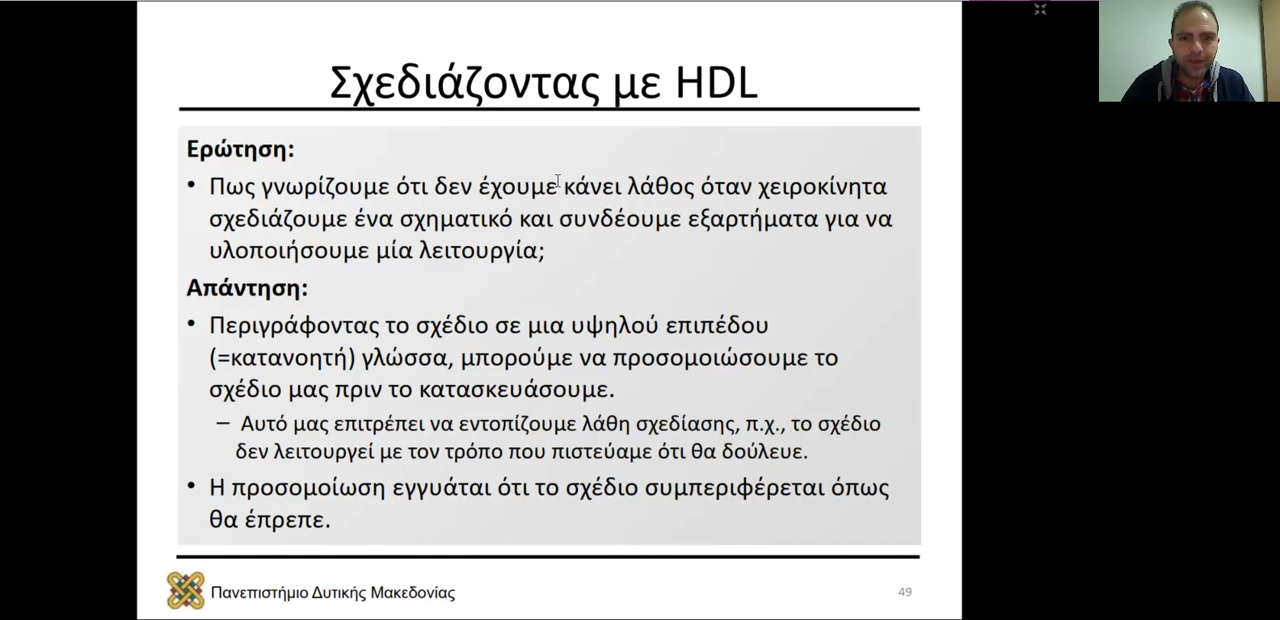 Σχεδιάζοντας με HDL
Ερώτηση:
• Πως γνωρίζουμε ότι δεν έχουμε κάνει λάθος όταν χειροκίνητα
σχεδιάζουμε ένα σχηματικό και συνδέουμε εξαρτήματα για να
υλοποιήσουμε μία λειτουργία;
Απάντηση:
• Περιγράφοντας το σχέδιο σε μια υψηλού επιπέδου
(=κατανοητή) γλώσσα, μπορούμε να προσομοιώσουμε το
σχέδιο μας πριν το κατασκευάσουμε.
– Αυτό μας επιτρέπει να εντοπίζουμε λάθη σχεδίασης, π.χ., το σχέδιο
δεν λειτουργεί με τον τρόπο που πιστεύαμε ότι θα δούλευε.
• Η προσομοίωση εγγυάται ότι το σχέδιο συμπεριφέρεται όπως
θα έπρεπε.
Πανεπιστήμιο Δυτικής Μακεδονίας
49